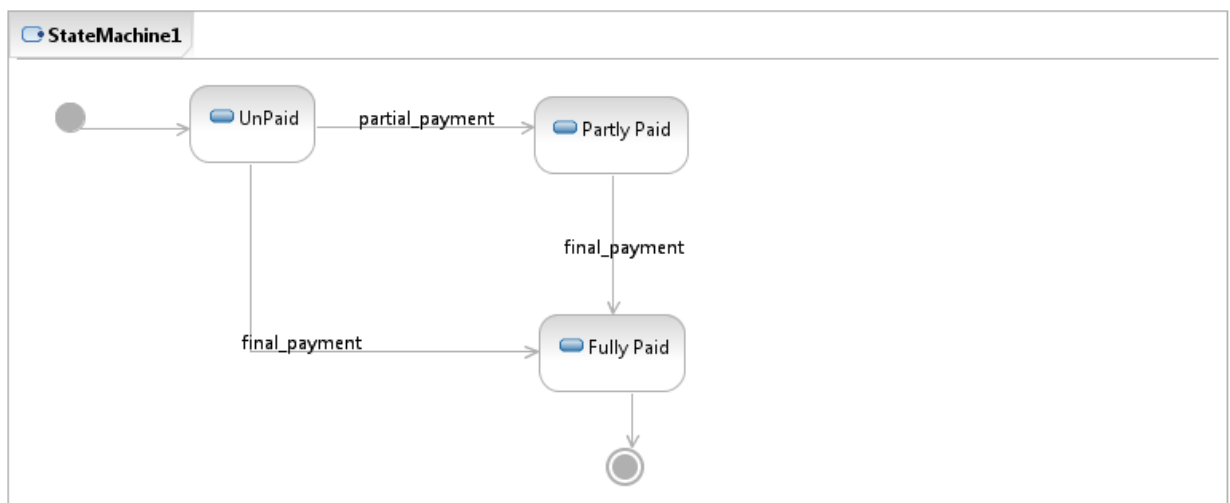 StateMachine1
UnPaid
partial_payment
Partly Paid
final_payment
final_payment
Fully Paid